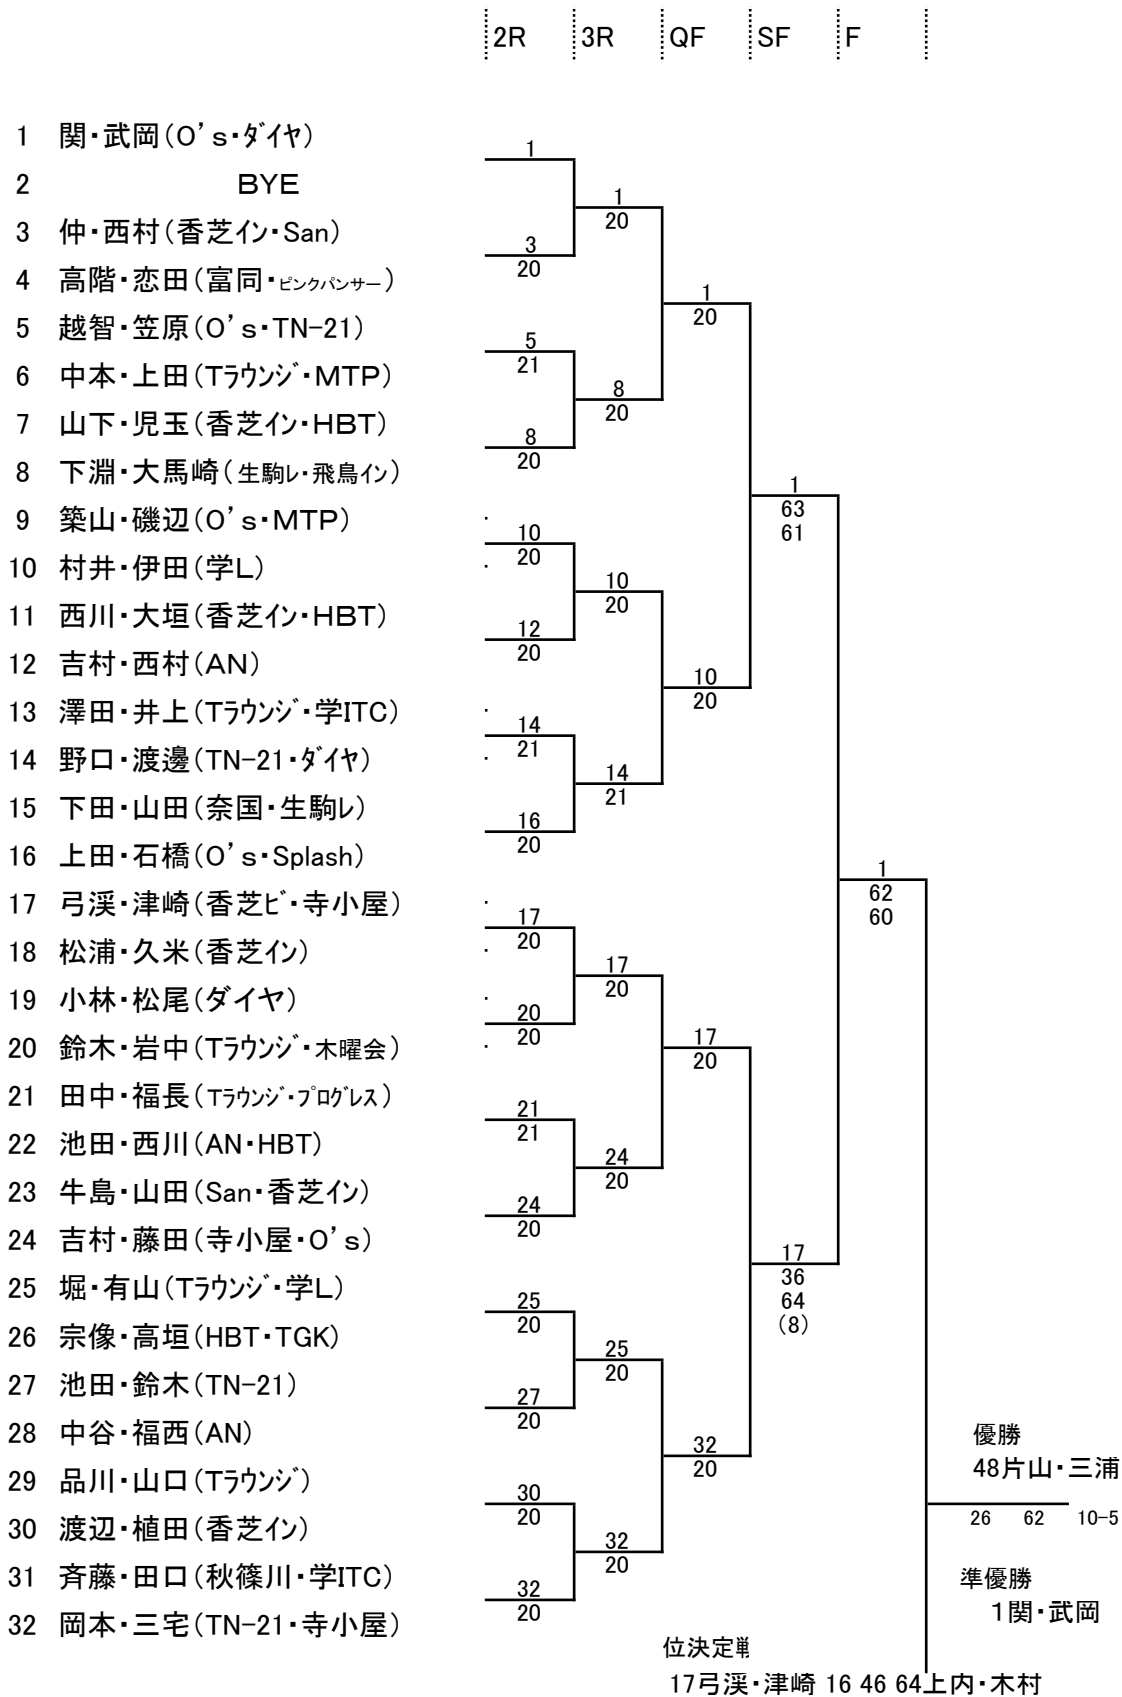 2R 3R QF SF F
1 関・武岡(O's・ダイヤ)
2 BYE
3 仲・西村(香芝イン・San)
4 高階・恋田(富同・ピンクパンサー)
5 越智・笠原(O's・TN-21)
6 中本・上田(Tラウンジ・MTP)
7 山下・児玉(香芝イン・HBT)
8 下淵・大馬崎(生駒レ・飛鳥イン)
9 築山・磯辺(O's・MTP)
10 村井・伊田(学L)
11 西川・大垣(香芝イン・HBT)
12 吉村・西村(AN)
13 澤田・井上(Tラウンジ・学ITC)
14 野口・渡邊(TN-21・ダイヤ)
15 下田・山田(奈国・生駒レ)
16 上田・石橋(O's・Splash)
17 弓渓・津崎(香芝ビ・寺小屋)
18 松浦・久米(香芝イン)
19 小林・松尾(ダイヤ)
20 鈴木・岩中(Tラウンジ・木曜会)
21 田中・福長(Tラウンジ・プログレス)
22 池田・西川(AN・HBT)
23 牛島・山田(San・香芝イン)
24 吉村・藤田(寺小屋・O's)
25 堀・有山(Tラウンジ・学L)
26 宗像・高垣(HBT・TGK)
27 池田・鈴木(TN-21)
28 中谷・福西(AN)
29 品川・山口(Tラウンジ)
30 渡辺・植田(香芝イン)
31 斉藤・田口(秋篠川・学ITC)
32 岡本・三宅(TN-21・寺小屋)
1
3
20
5
21
8
20
10
20
12
20
14
21
16
20
17
20
20
20
21
21
24
20
25
20
27
20
30
20
32
20
1
20
8
20
10
20
14
21
17
20
24
20
25
20
32
20
1
20
10
20
17
20
32
20
1
63
61
17
36
64
(8)
1
62
60
優勝
48片山・三浦
26 62 10-5
準優勝
1関・武岡
位決定戦
17弓渓・津崎 16 46 64上内・木村